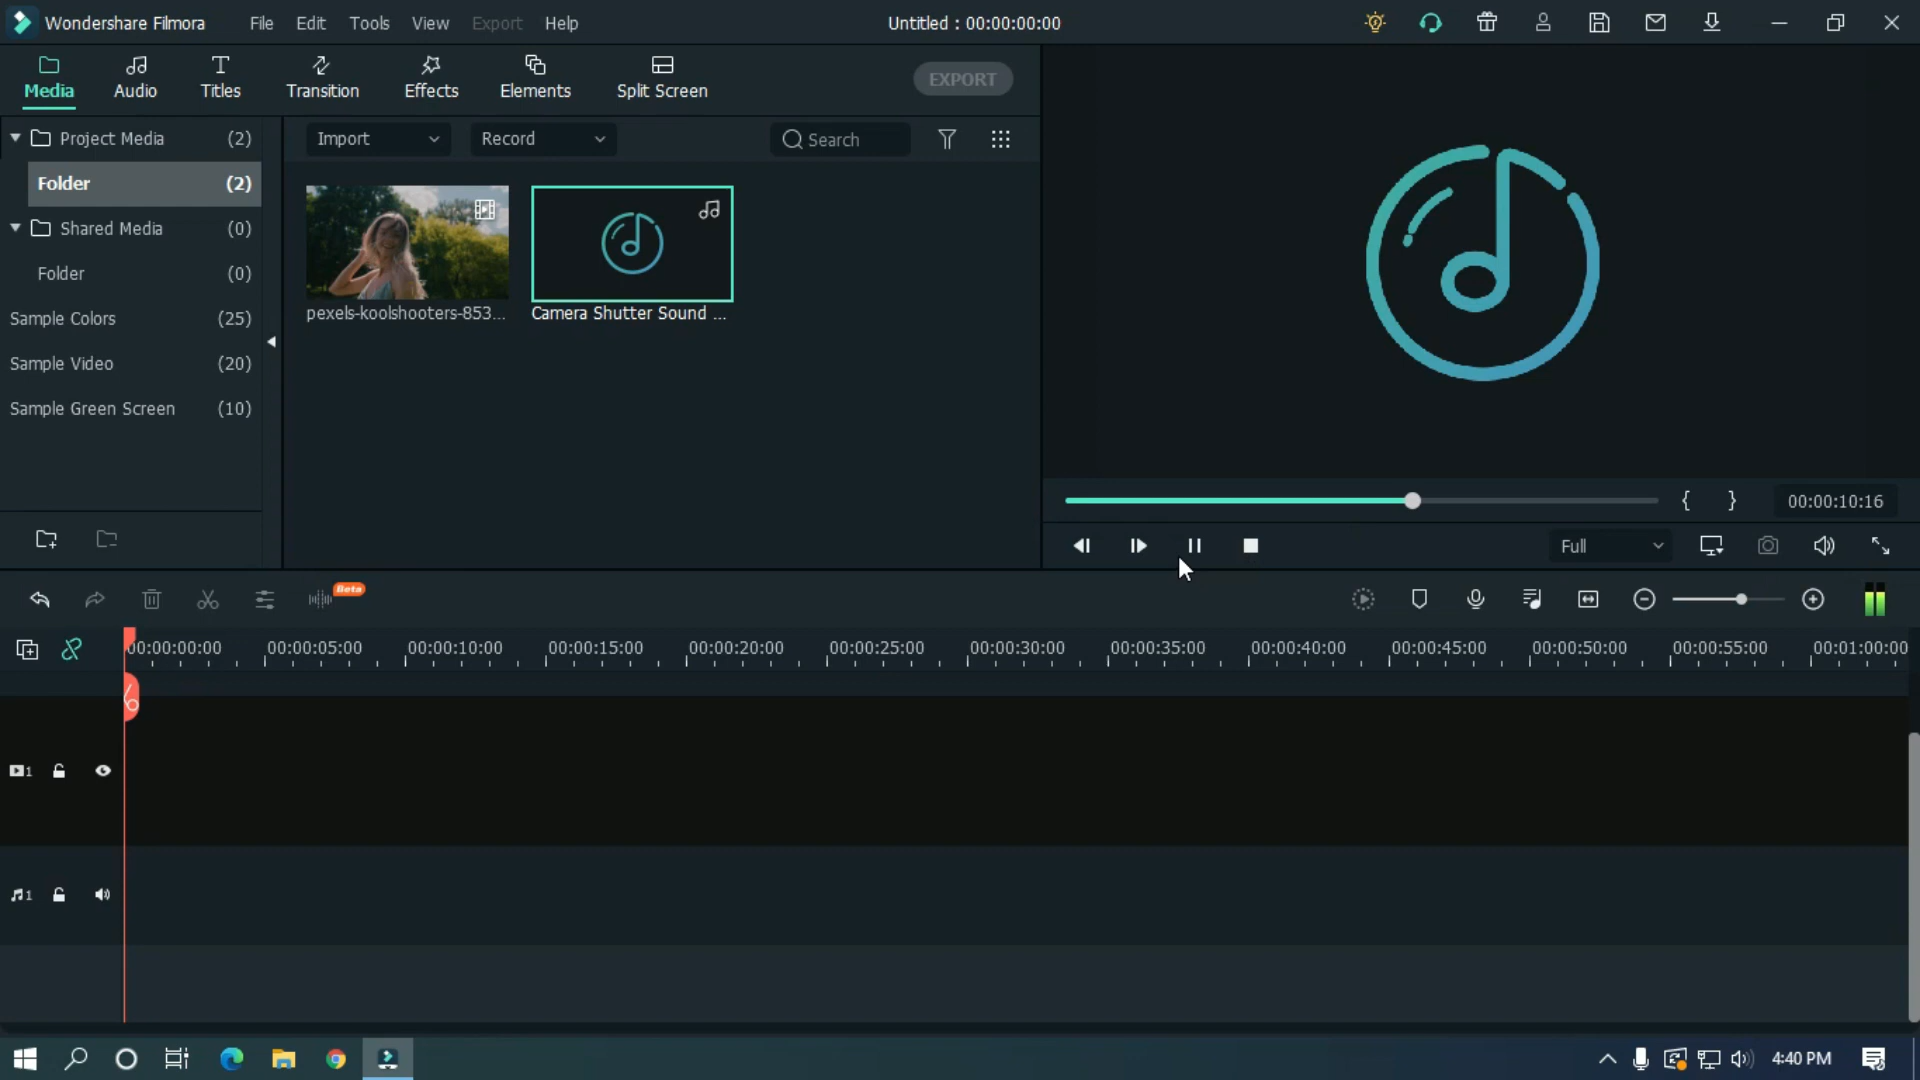 Wondershare Filmora File Edit Tools View Export Help Untitled : 00:00:00:00
Media Audio Titles Transition Effects Elements Split Screen EXPORT
Project Media (2) Import Record Search
Folder (2)
Shared Media (0)
Folder (0)
Sample Colors (25)
Sample Video (20)
Sample Green Screen (10)
pexels-koolshooters-853... Camera Shutter Sound ...
{ } 00:00:10:16
Full
Beta
00:00:00:00 00:00:05:00 00:00:10:00 00:00:15:00 00:00:20:00 00:00:25:00 00:00:30:00 00:00:35:00 00:00:40:00 00:00:45:00 00:00:50:00 00:00:55:00 00:01:00:00
1
1
4:40 PM